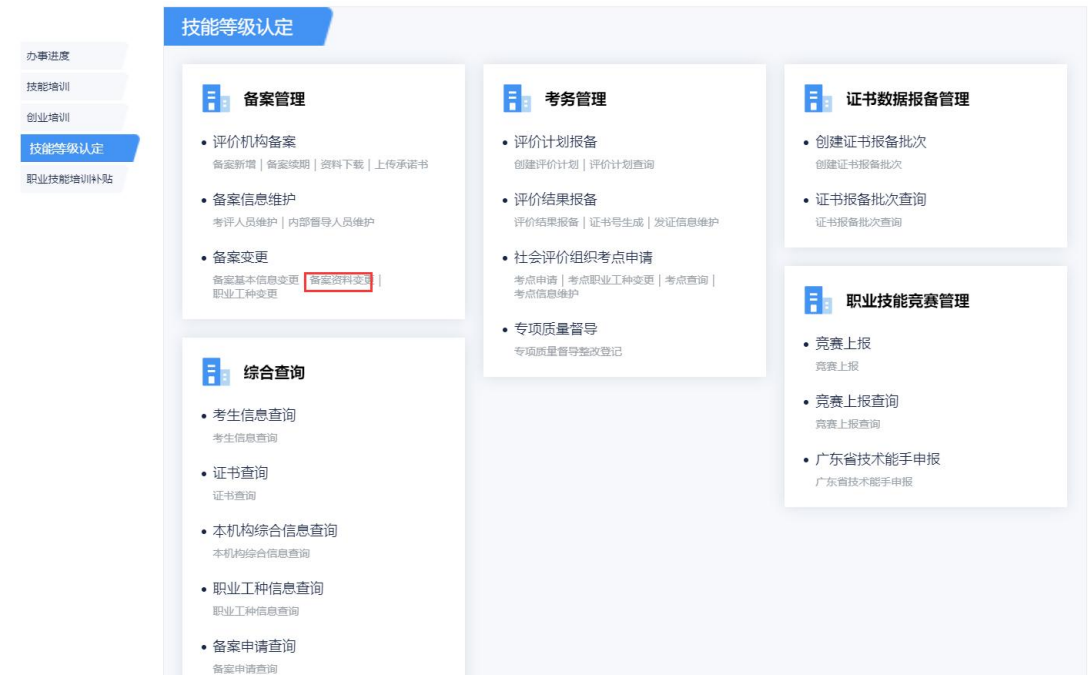 技能等级认定
办事进度
技能培训
创业培训
技能等级认定
职业技能培训补贴
备案管理
评价机构备案
备案新增 | 备案续期 | 资料下载 | 上传承诺书
备案信息维护
考评人员维护 | 内部督导人员维护
备案变更
备案基本信息变更 | 备案资料变更 |
职业工种变更
综合查询
考生信息查询
考生信息查询
证书查询
证书查询
本机构综合信息查询
本机构综合信息查询
职业工种信息查询
职业工种信息查询
备案申请查询
备案申请查询
考务管理
评价计划报备
创建评价计划 | 评价计划查询
评价结果报备
评价结果报备 | 证书号生成 | 发证信息维护
社会评价组织考点申请
考点申请 | 考点职业工种变更 | 考点查询 |
考点信息维护
专项质量督导
专项质量督导整改登记
证书数据报备管理
创建证书报备批次
创建证书报备批次
证书报备批次查询
证书报备批次查询
职业技能竞赛管理
竞赛上报
竞赛上报
竞赛上报查询
竞赛上报查询
广东省技术能手申报
广东省技术能手申报